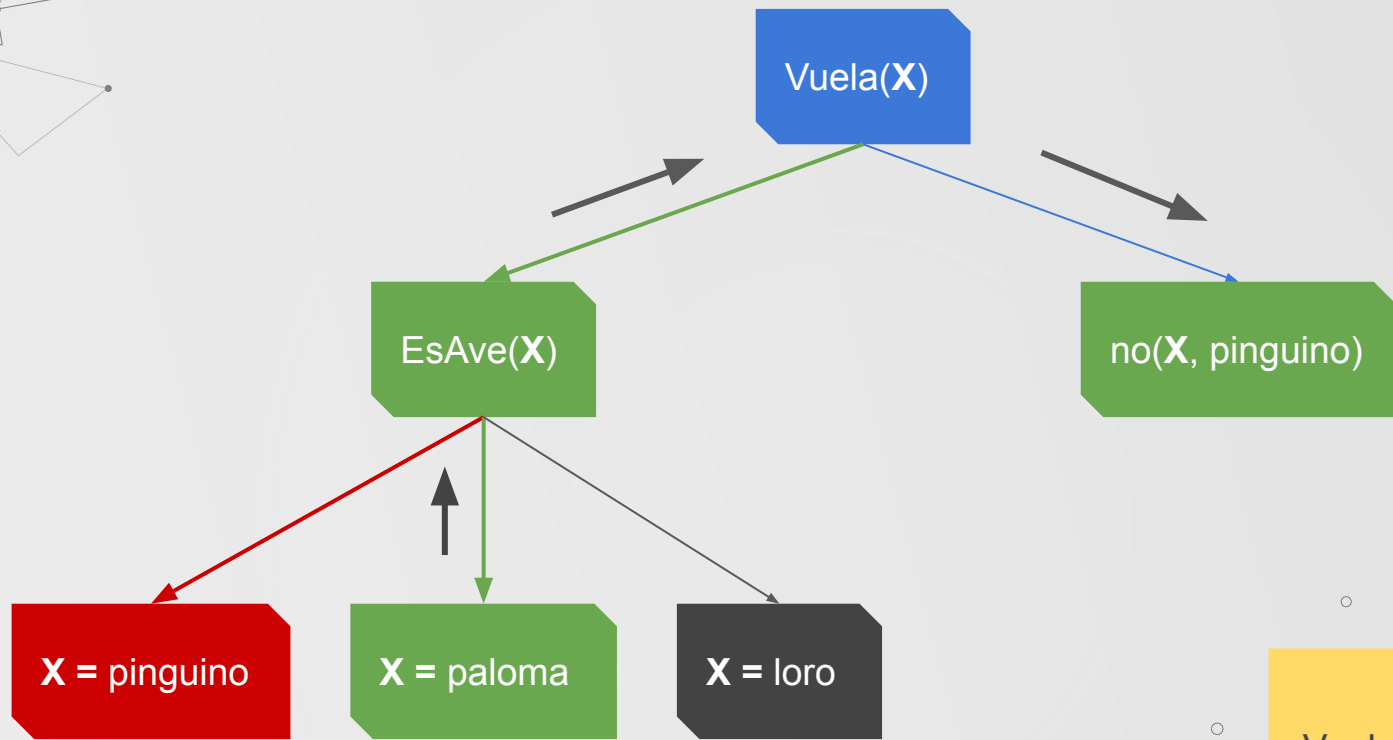 Vuela(X)
EsAve(X)
no(X, pinguino)
X = pinguino
X = paloma
X = loro